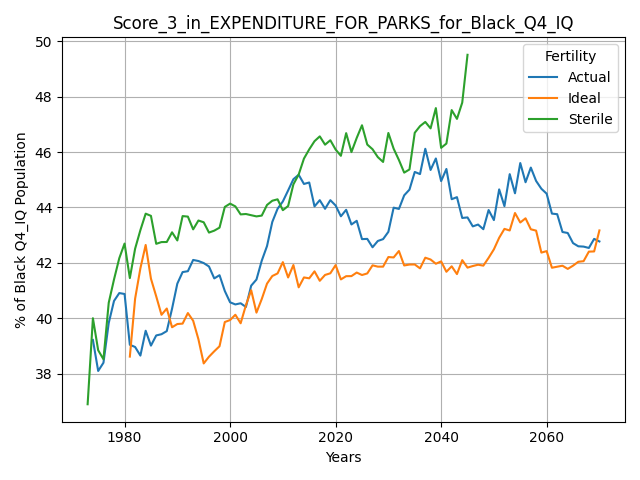 Score_3_in_EXPENDITURE_FOR_PARKS_for_Black_Q4_IQ
% of Black Q4_IQ Population
50
48
46
44
42
40
38
Fertility
Actual
Ideal
Sterile
1980
2000
2020
2040
2060
Years